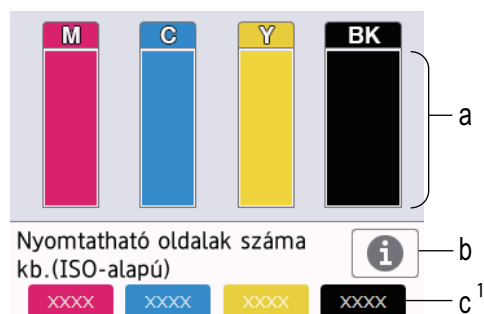 M C Y BK
a
Nyomtatható oldalak száma
kb.(ISO-alapú)
b
XXXX XXXX XXXX XXXX
c 1